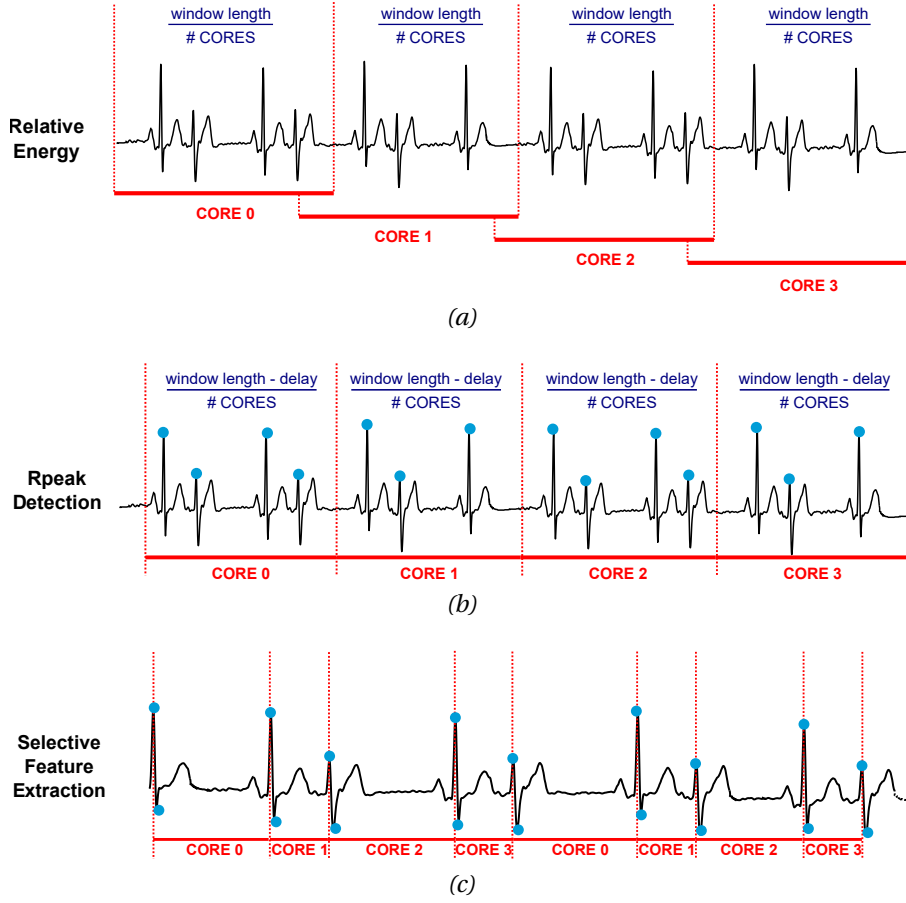 window length window length window length window length
# CORES # CORES # CORES # CORES
Relative
Energy
CORE 0
CORE 1
CORE 2
CORE 3
(a)
window length - delay window length - delay window length - delay window length - delay
# CORES # CORES # CORES # CORES
Rpeak
Detection
CORE 0 CORE 1 CORE 2 CORE 3
(b)
Selective
Feature
Extraction
CORE 0 CORE 1 CORE 2 CORE 3 CORE 0 CORE 1 CORE 2 CORE 3
(c)